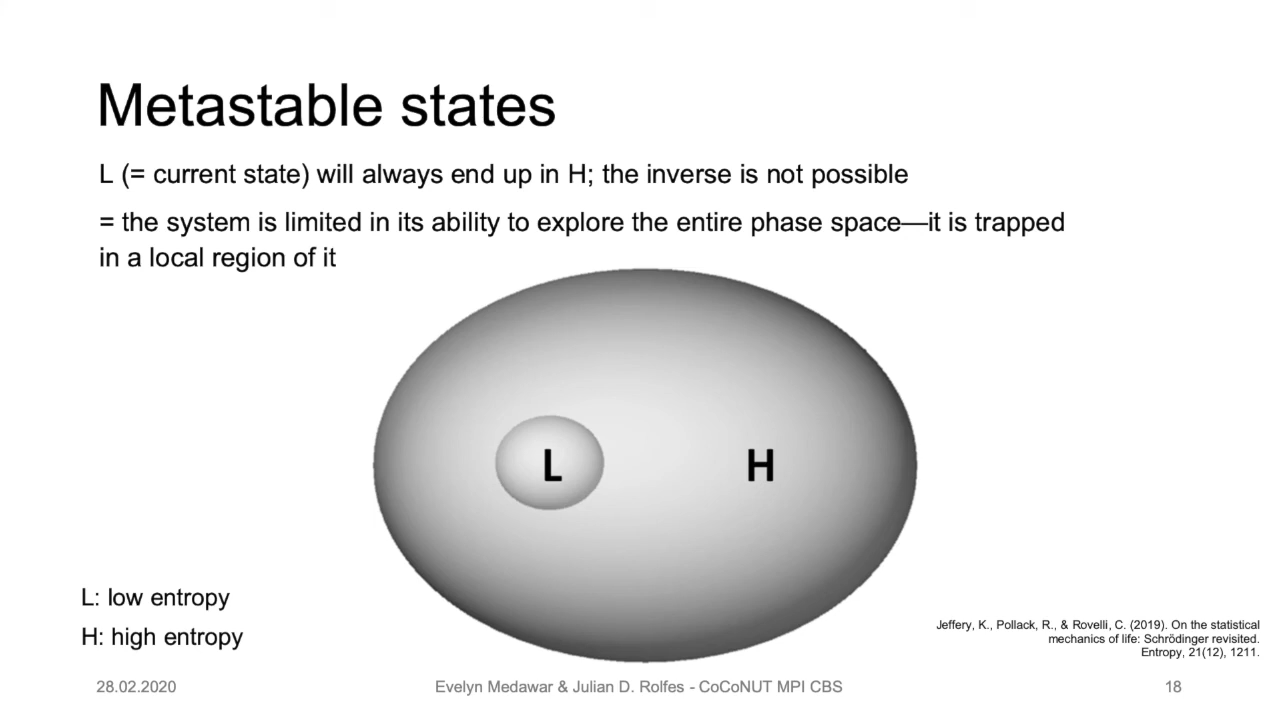 Metastable states
L (= current state) will always end up in H; the inverse is not possible
= the system is limited in its ability to explore the entire phase space—it is trapped
in a local region of it
L
H
L: low entropy
H: high entropy
Jeffery, K., Pollack, R., & Rovelli, C. (2019). On the statistical
mechanics of life: Schrödinger revisited.
Entropy, 21(12), 1211.
28.02.2020
Evelyn Medawar & Julian D. Rolfes - CoCoNUT MPI CBS
18